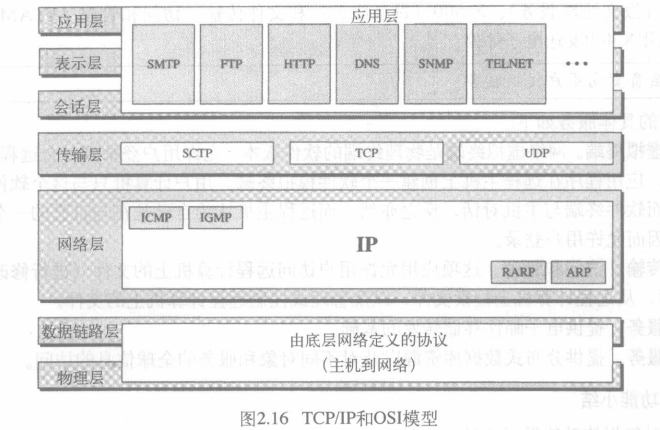 应用层
应用层
表示层
SMTP FTP HTTP DNS SNMP TELNET …
会话层
传输层 SCTP TCP UDP
ICMP IGMP
网络层 IP
RARP ARP
数据链路层 由底层网络定义的协议
(主机到网络)
物理层
图2.16 TCP/IP和OSI模型